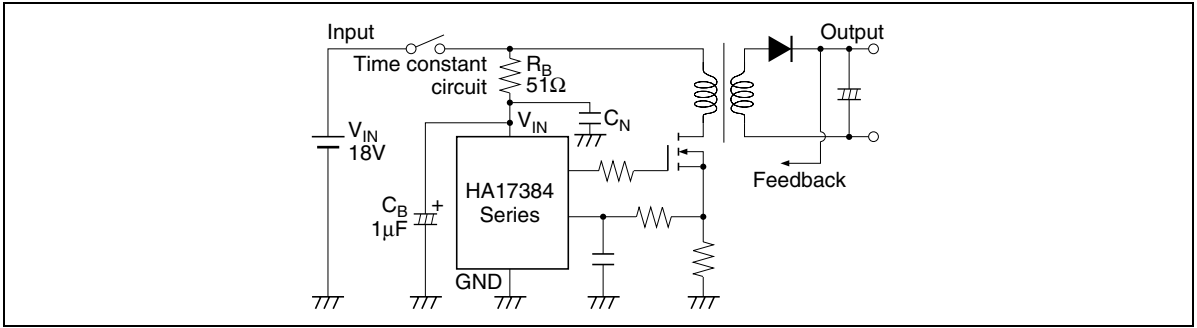 Input
Output
Time constant
circuit
R_B
51Ω
V_IN
18V
V_IN
C_N
HA17384
Series
C_B
+
1μF
GND
Feedback